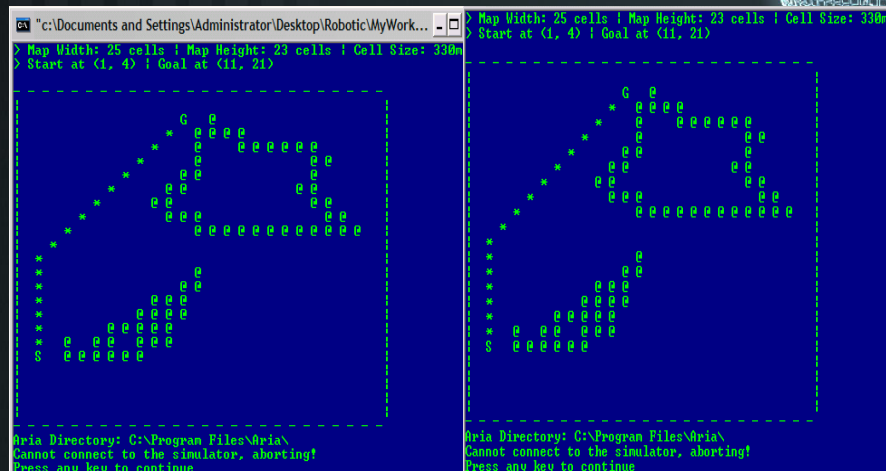 "c:\Documents and Settings\Administrator\Desktop\Robotic\MyWork...
> Map Width: 25 cells | Map Height: 23 cells | Cell Size: 330m
> Start at (1, 4) | Goal at (11, 21)
G @
* @ @ @ @
* @ @ @ @ @ @ @
* @ @ @
* @ @ @
* @ @ @ @
* @ @ @ @
* @ @ @ @ @
* @ @ @ @ @ @ @ @ @ @ @ @
*
*
* @
* @ @
* @ @ @
* @ @ @ @
* @ @ @ @ @
* @ @ @ @ @ @
S @ @ @ @ @ @
Aria Directory: C:\Program Files\Aria\
Cannot connect to the simulator, aborting!
Press any key to continue
> Map Width: 25 cells | Map Height: 23 cells | Cell Size: 330m
> Start at (1, 4) | Goal at (11, 21)
G @
* @ @ @ @
* @ @ @ @ @ @ @
* @ @ @
* @ @ @
* @ @ @ @
* @ @ @ @
* @ @ @ @ @
* @ @ @ @ @ @ @ @ @ @ @ @
*
*
* @
* @ @
* @ @ @
* @ @ @ @
* @ @ @ @ @
* @ @ @ @ @ @
S @ @ @ @ @ @
Aria Directory: C:\Program Files\Aria\
Cannot connect to the simulator, aborting!
Press any key to continue